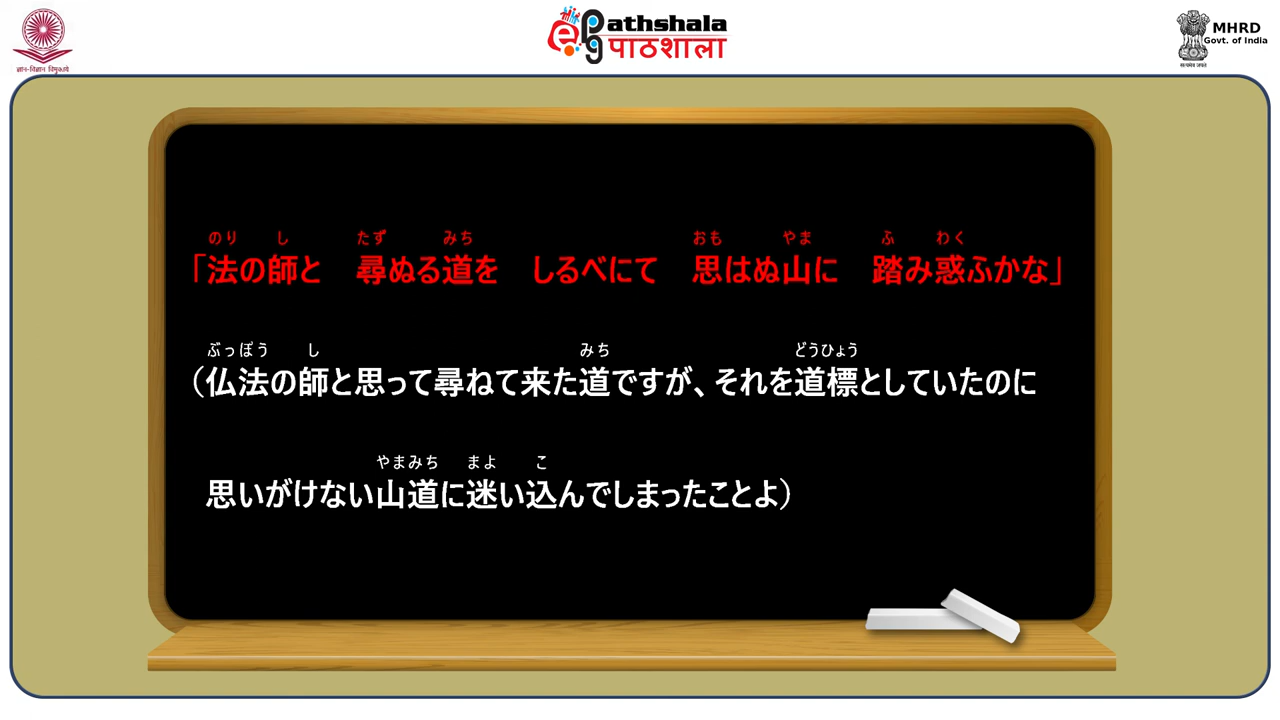 ज्ञान-विज्ञान विमुक्तये
ePathshala
पाठशाला
MHRD
Govt. of India
सत्यमेव जयते
のり し たず みち おも やま ふ わく
「法の師と 尋ぬる道を しるべにて 思はぬ山に 踏み惑ふかな」
ぶっぽう し みち どうひょう
（仏法の師と思って尋ねて来た道ですが、それを道標としていたのに
やまみち まよ こ
思いがけない山道に迷い込んでしまったことよ）